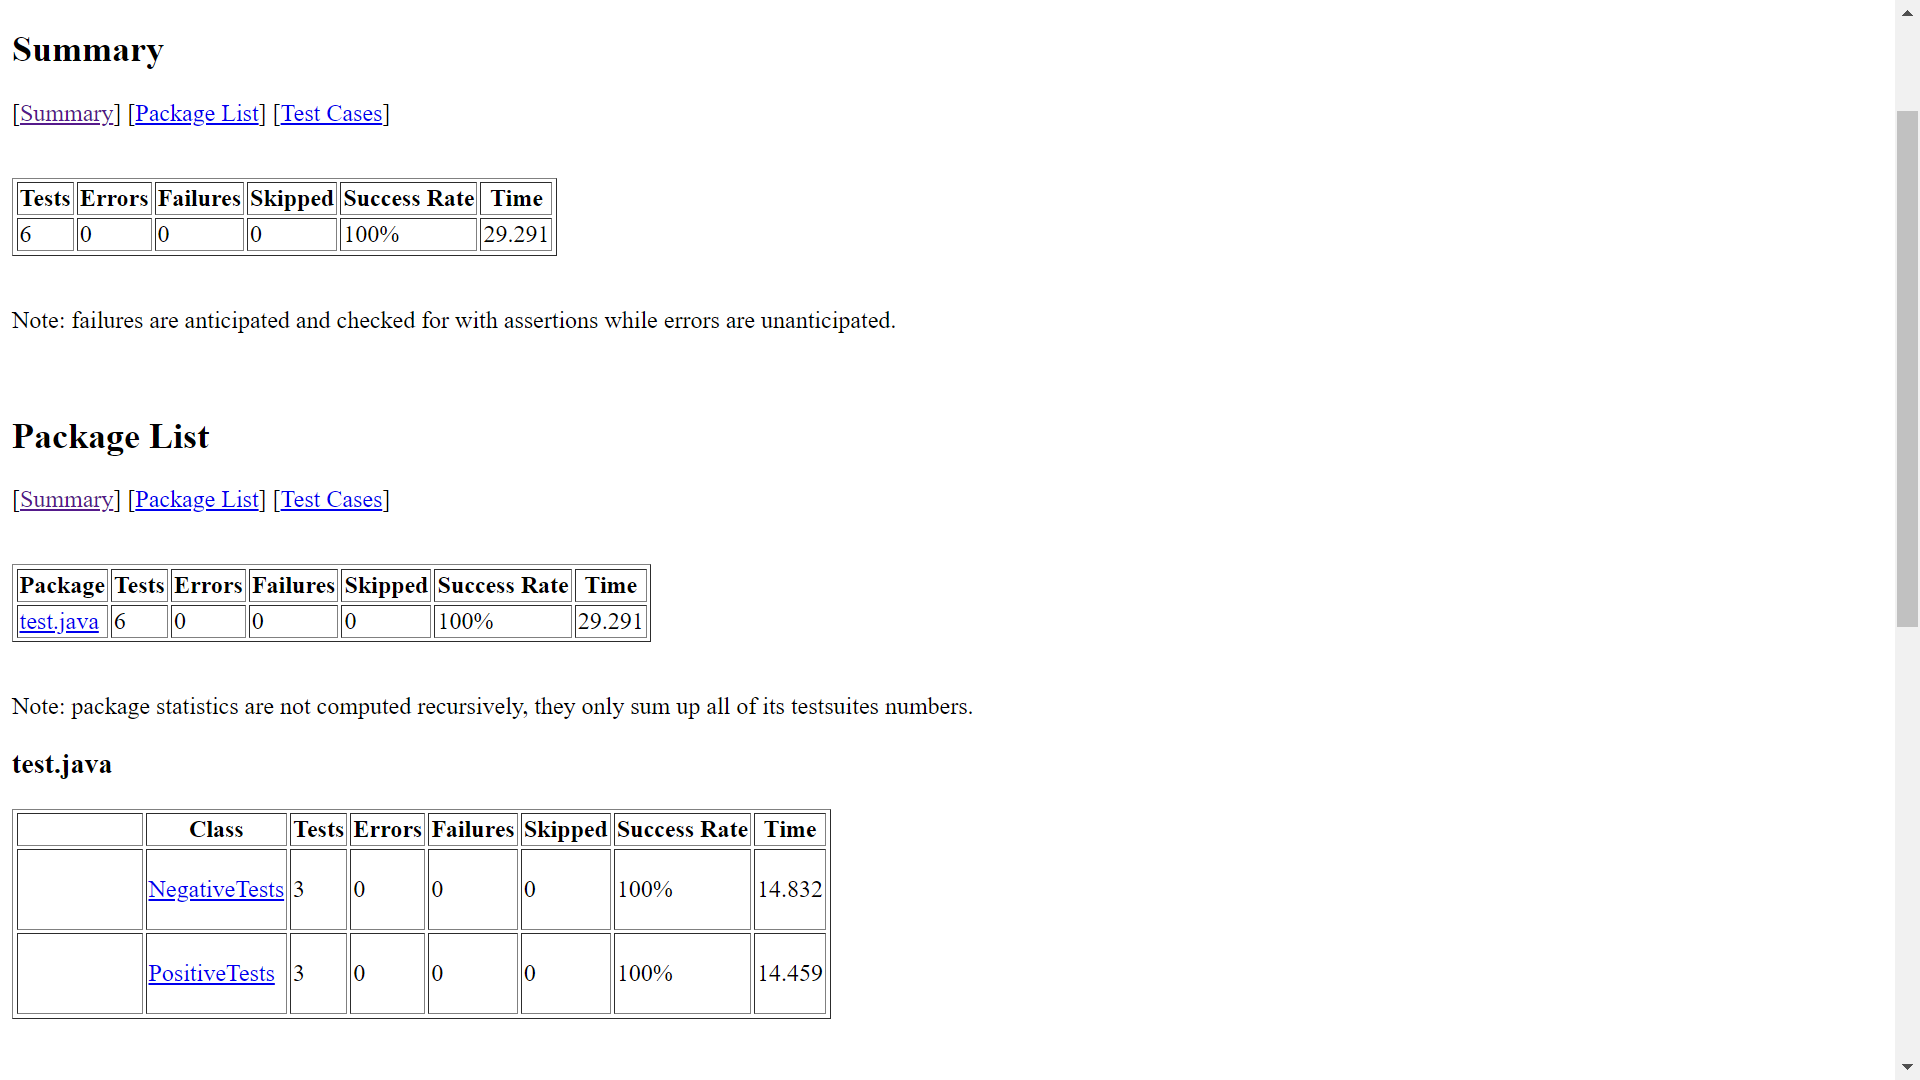 Summary
[Summary] [Package List] [Test Cases]
Tests Errors Failures Skipped Success Rate Time
6 0 0 0 100% 29.291
Note: failures are anticipated and checked for with assertions while errors are unanticipated.
Package List
[Summary] [Package List] [Test Cases]
Package Tests Errors Failures Skipped Success Rate Time
test.java 6 0 0 0 100% 29.291
Note: package statistics are not computed recursively, they only sum up all of its testsuites numbers.
test.java
Class Tests Errors Failures Skipped Success Rate Time
NegativeTests 3 0 0 0 100% 14.832
PositiveTests 3 0 0 0 100% 14.459